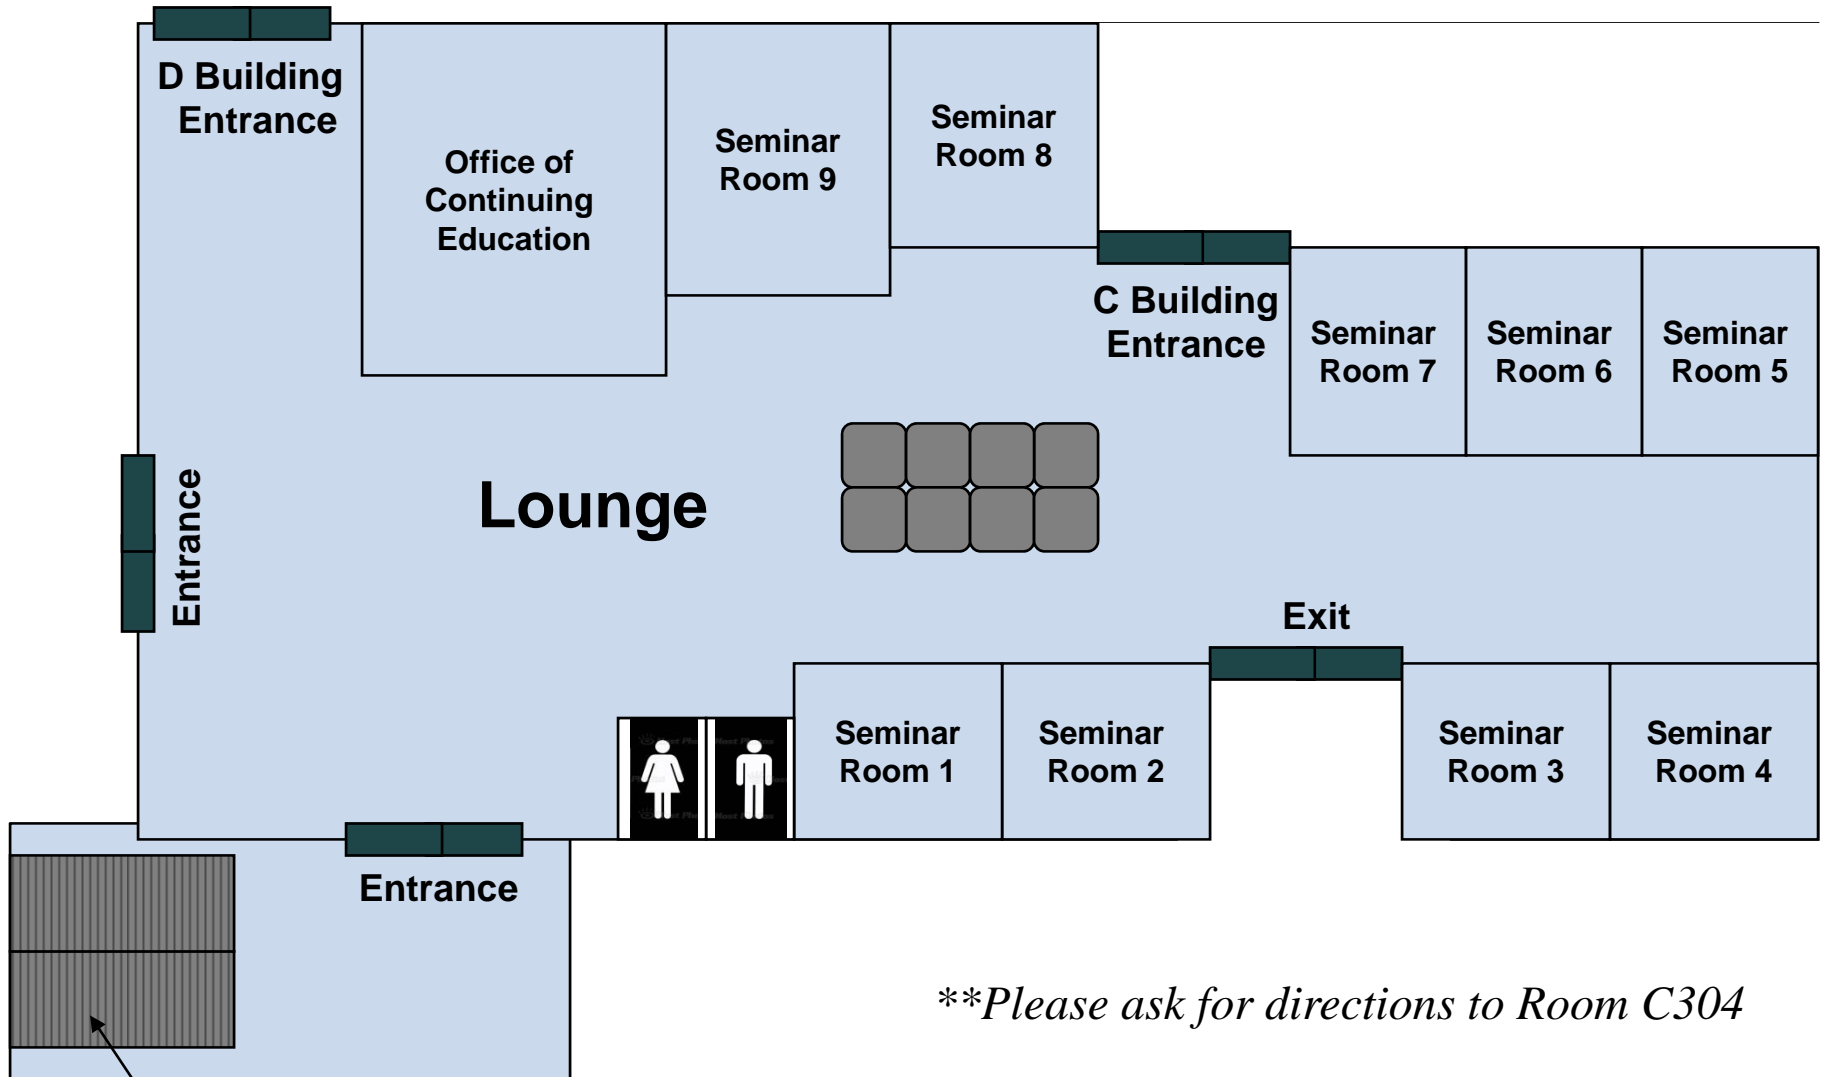 D Building
Entrance
Office of
Continuing
Education
Seminar
Room 9
Seminar
Room 8
C Building
Entrance
Seminar
Room 7
Seminar
Room 6
Seminar
Room 5
Entrance
Lounge
Exit
Seminar
Room 1
Seminar
Room 2
Seminar
Room 3
Seminar
Room 4
Entrance
**Please ask for directions to Room C304